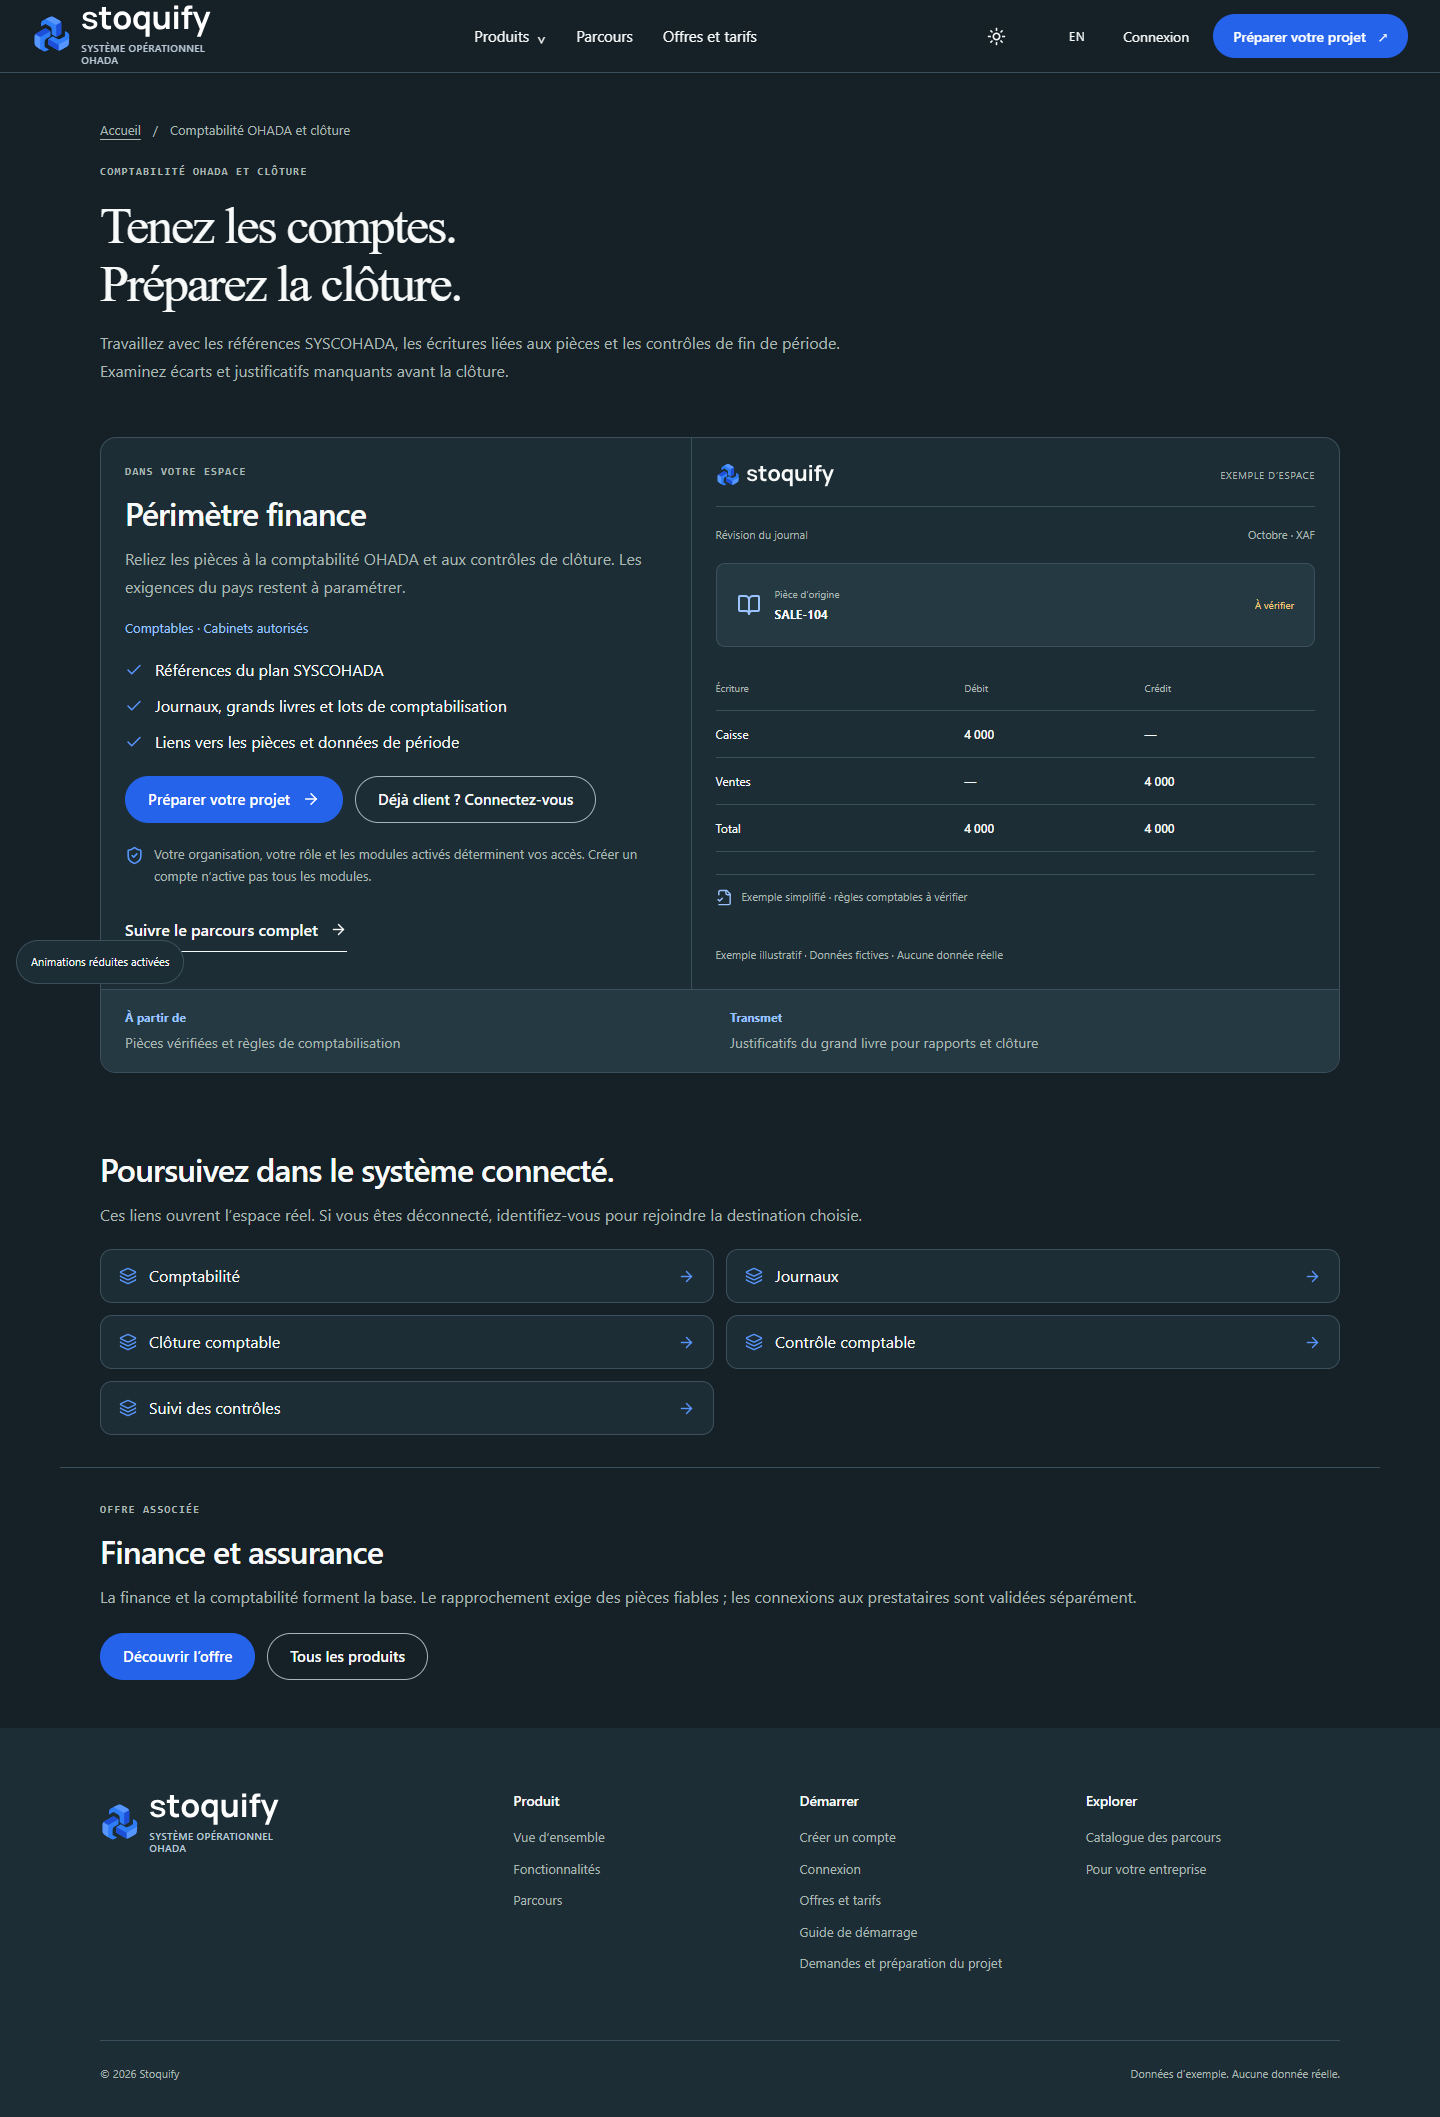 stoquify
SYSTÈME OPÉRATIONNEL
OHADA
Produits
Parcours
Offres et tarifs
EN
Connexion
Préparer votre projet ↗
Accueil / Comptabilité OHADA et clôture
COMPTABILITÉ OHADA ET CLÔTURE
Tenez les comptes.
Préparez la clôture.
Travaillez avec les références SYSCOHADA, les écritures liées aux pièces et les contrôles de fin de période.
Examinez écarts et justificatifs manquants avant la clôture.
DANS VOTRE ESPACE
Périmètre finance
Reliez les pièces à la comptabilité OHADA et aux contrôles de clôture. Les
exigences du pays restent à paramétrer.
Comptables · Cabinets autorisés
Références du plan SYSCOHADA
Journaux, grands livres et lots de comptabilisation
Liens vers les pièces et données de période
Préparer votre projet →
Déjà client ? Connectez-vous
Votre organisation, votre rôle et les modules activés déterminent vos accès. Créer un
compte n’active pas tous les modules.
Suivre le parcours complet →
Animations réduites activées
stoquify
EXEMPLE D’ESPACE
Révision du journal
Octobre · XAF
Pièce d’origine
SALE-104
À vérifier
Écriture Débit Crédit
Caisse 4 000 —
Ventes — 4 000
Total 4 000 4 000
Exemple simplifié · règles comptables à vérifier
Exemple illustratif · Données fictives · Aucune donnée réelle
À partir de
Pièces vérifiées et règles de comptabilisation
Transmet
Justificatifs du grand livre pour rapports et clôture
Poursuivez dans le système connecté.
Ces liens ouvrent l’espace réel. Si vous êtes déconnecté, identifiez-vous pour rejoindre la destination choisie.
Comptabilité →
Journaux →
Clôture comptable →
Contrôle comptable →
Suivi des contrôles →
OFFRE ASSOCIÉE
Finance et assurance
La finance et la comptabilité forment la base. Le rapprochement exige des pièces fiables ; les connexions aux prestataires sont validées séparément.
Découvrir l’offre
Tous les produits
stoquify
SYSTÈME OPÉRATIONNEL
OHADA
Produit
Vue d’ensemble
Fonctionnalités
Parcours
Démarrer
Créer un compte
Connexion
Offres et tarifs
Guide de démarrage
Demandes et préparation du projet
Explorer
Catalogue des parcours
Pour votre entreprise
© 2026 Stoquify
Données d’exemple. Aucune donnée réelle.